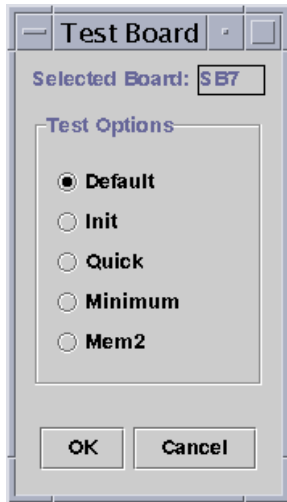 Test Board
Selected Board: SB7
Test Options
Default
Init
Quick
Minimum
Mem2
OK Cancel